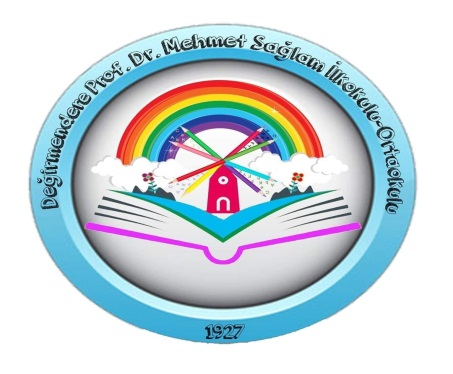 Değirmendere Prof. Dr. Mehmet Sağlam İlkokulu-Ortaokulu
1927